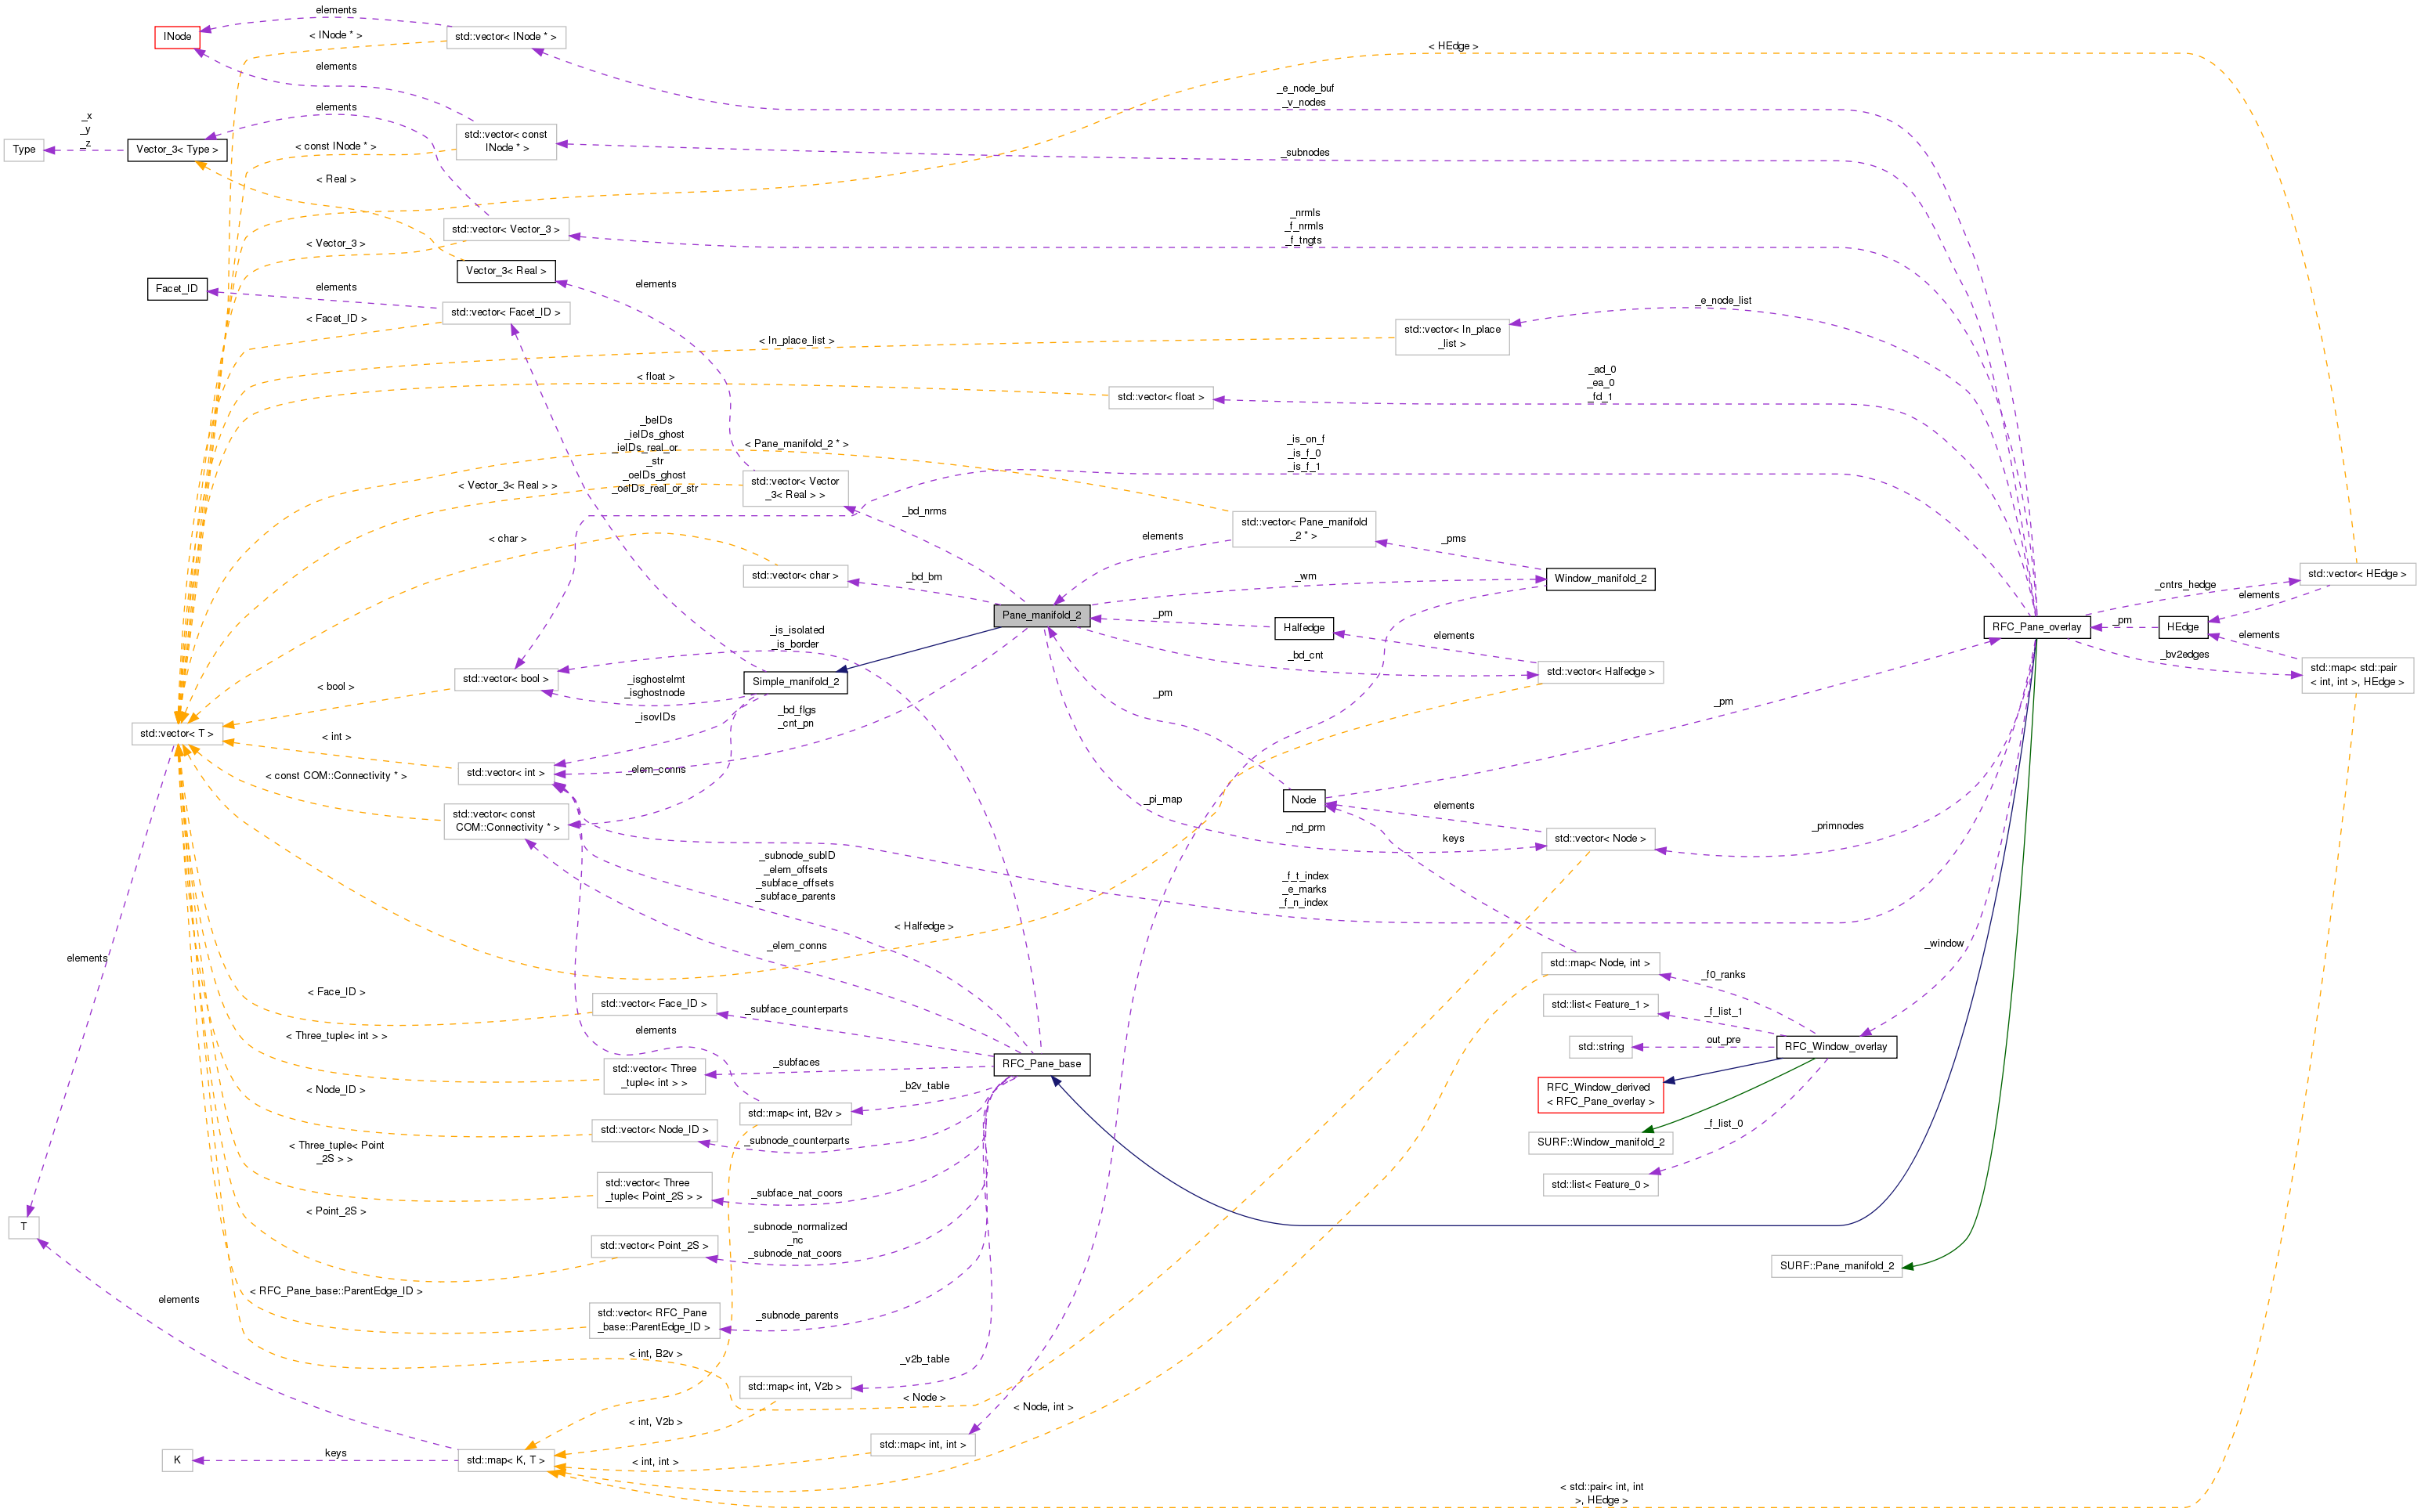 elements
INode
std::vector< INode * >
< INode * >
< HEdge >
elements
_e_node_buf
_v_nodes
elements
_x
_y
_z
Type
Vector_3< Type >
std::vector< const
INode * >
< const INode * >
_subnodes
< Real >
_nrmls
_f_nrmls
_f_tngts
std::vector< Vector_3 >
< Vector_3 >
Vector_3< Real >
elements
Facet_ID
elements
std::vector< Facet_ID >
< Facet_ID >
_e_node_list
std::vector< In_place
_list >
< In_place_list >
< float >
std::vector< float >
_ad_0
_ea_0
_fd_1
_beIDs
_ieIDs_ghost
_ieIDs_real_or
_str
_oeIDs_ghost
_oeIDs_real_or_str
< Pane_manifold_2 * >
_is_on_f
_is_f_0
_is_f_1
< Vector_3< Real > >
std::vector< Vector
_3< Real > >
_bd_nrms
std::vector< Pane_manifold
_2 * >
elements
_pms
< char >
std::vector< char >
_bd_bm
_wm
Window_manifold_2
_cntrs_hedge
std::vector< HEdge >
elements
Pane_manifold_2
_pm
Halfedge
RFC_Pane_overlay
_pm
HEdge
elements
_is_isolated
_is_border
elements
_bd_cnt
std::vector< Halfedge >
_bv2edges
std::map< std::pair
< int, int >, HEdge >
std::vector< bool >
< bool >
_isghostelmt
_isghostnode
Simple_manifold_2
_pm
_pm
_isovIDs
_bd_flgs
_cnt_pn
std::vector< T >
< int >
std::vector< int >
< const COM::Connectivity * >
_elem_conns
std::vector< const
COM::Connectivity * >
_pi_map
Node
elements
_nd_prm
keys
std::vector< Node >
_primnodes
_subnode_subID
_elem_offsets
_subface_offsets
_subface_parents
_f_t_index
_e_marks
_f_n_index
< Halfedge >
_elem_conns
_window
elements
std::map< Node, int >
_f0_ranks
< Face_ID >
std::vector< Face_ID >
_subface_counterparts
std::list< Feature_1 >
_f_list_1
< Three_tuple< int > >
elements
std::string
out_pre
RFC_Window_overlay
std::vector< Three
_tuple< int > >
_subfaces
RFC_Pane_base
< Node_ID >
_b2v_table
RFC_Window_derived
< RFC_Pane_overlay >
std::map< int, B2v >
std::vector< Node_ID >
_subnode_counterparts
_f_list_0
SURF::Window_manifold_2
< Three_tuple< Point
_2S > >
std::vector< Three
_tuple< Point_2S > >
_subface_nat_coors
std::list< Feature_0 >
< Point_2S >
T
_subnode_normalized
_nc
_subnode_nat_coors
std::vector< Point_2S >
SURF::Pane_manifold_2
< RFC_Pane_base::ParentEdge_ID >
elements
std::vector< RFC_Pane
_base::ParentEdge_ID >
_subnode_parents
< int, B2v >
_v2b_table
std::map< int, V2b >
< Node >
< Node, int >
< int, V2b >
std::map< int, int >
K
keys
std::map< K, T >
< int, int >
< std::pair< int, int
>, HEdge >